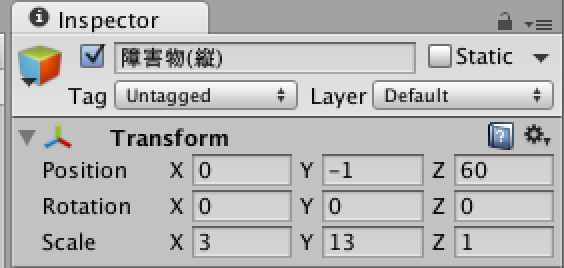 Inspector
障害物(縦) Static
Tag Untagged Layer Default
Transform
Position X 0 Y -1 Z 60
Rotation X 0 Y 0 Z 0
Scale X 3 Y 13 Z 1